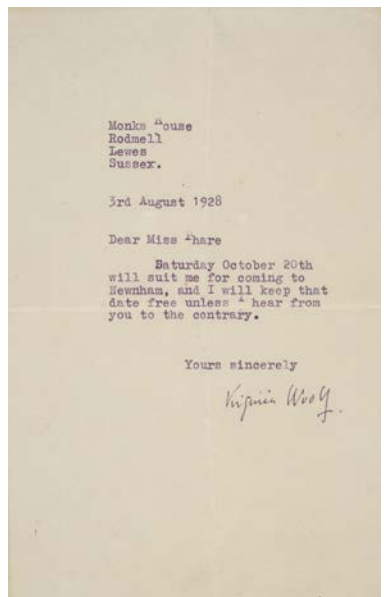 Monks House
Rodmell
Lewes
Sussex.
3rd August 1928
Dear Miss Phare
Saturday October 20th
will suit me for coming to
Newnham, and I will keep that
date free unless I hear from
you to the contrary.
Yours sincerely
Virginia Woolf.